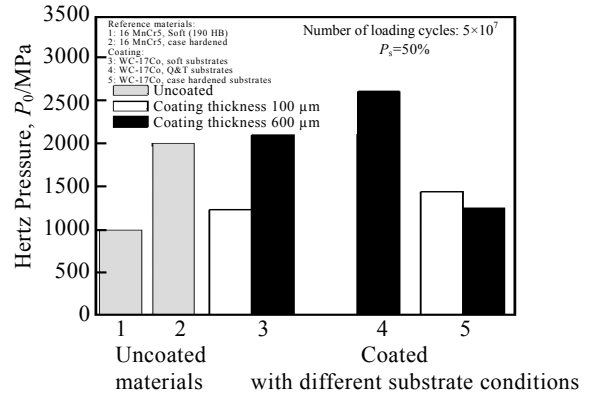 3500
3000
2500
2000
1500
1000
500
0
Hertz Pressure, P₀/MPa
Reference materials:
1: 16 MnCr5, Soft (190 HB)
2: 16 MnCr5, case hardened
Coating:
3: WC-17Co, soft substrates
4: WC-17Co, Q&T substrates
5: WC-17Co, case hardened substrates
Uncoated
Coating thickness 100 µm
Coating thickness 600 µm
Number of loading cycles: 5×10⁷
Pₛ=50%
1 2 3 4 5
Uncoated
materials
Coated
with different substrate conditions